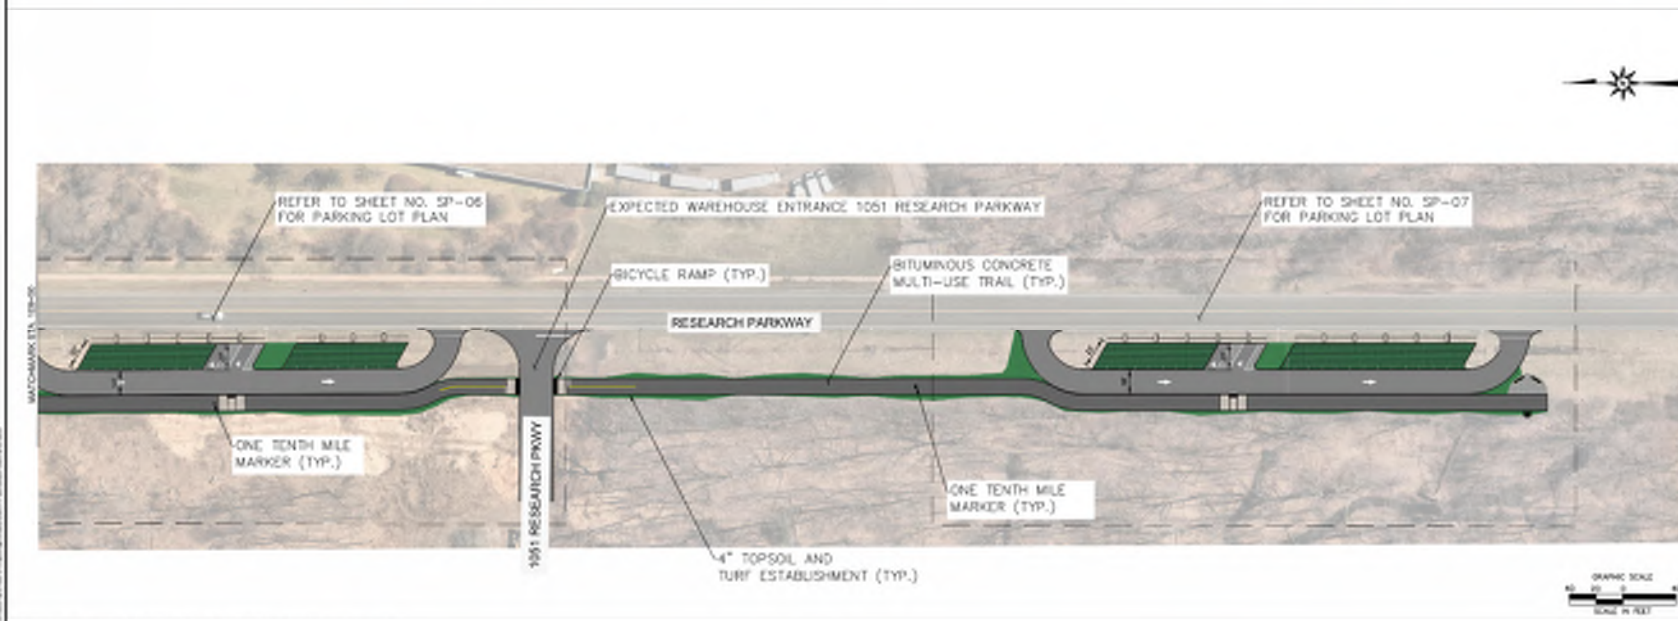 REFER TO SHEET NO. SP-06
FOR PARKING LOT PLAN
EXPECTED WAREHOUSE ENTRANCE 1051 RESEARCH PARKWAY
REFER TO SHEET NO. SP-07
FOR PARKING LOT PLAN
BICYCLE RAMP (TYP.)
BITUMINOUS CONCRETE
MULTI-USE TRAIL (TYP.)
RESEARCH PARKWAY
ONE TENTH MILE
MARKER (TYP.)
1051 RESEARCH PKWY
ONE TENTH MILE
MARKER (TYP.)
4" TOPSOIL AND
TURF ESTABLISHMENT (TYP.)
GRAPHIC SCALE
SCALE IN FEET